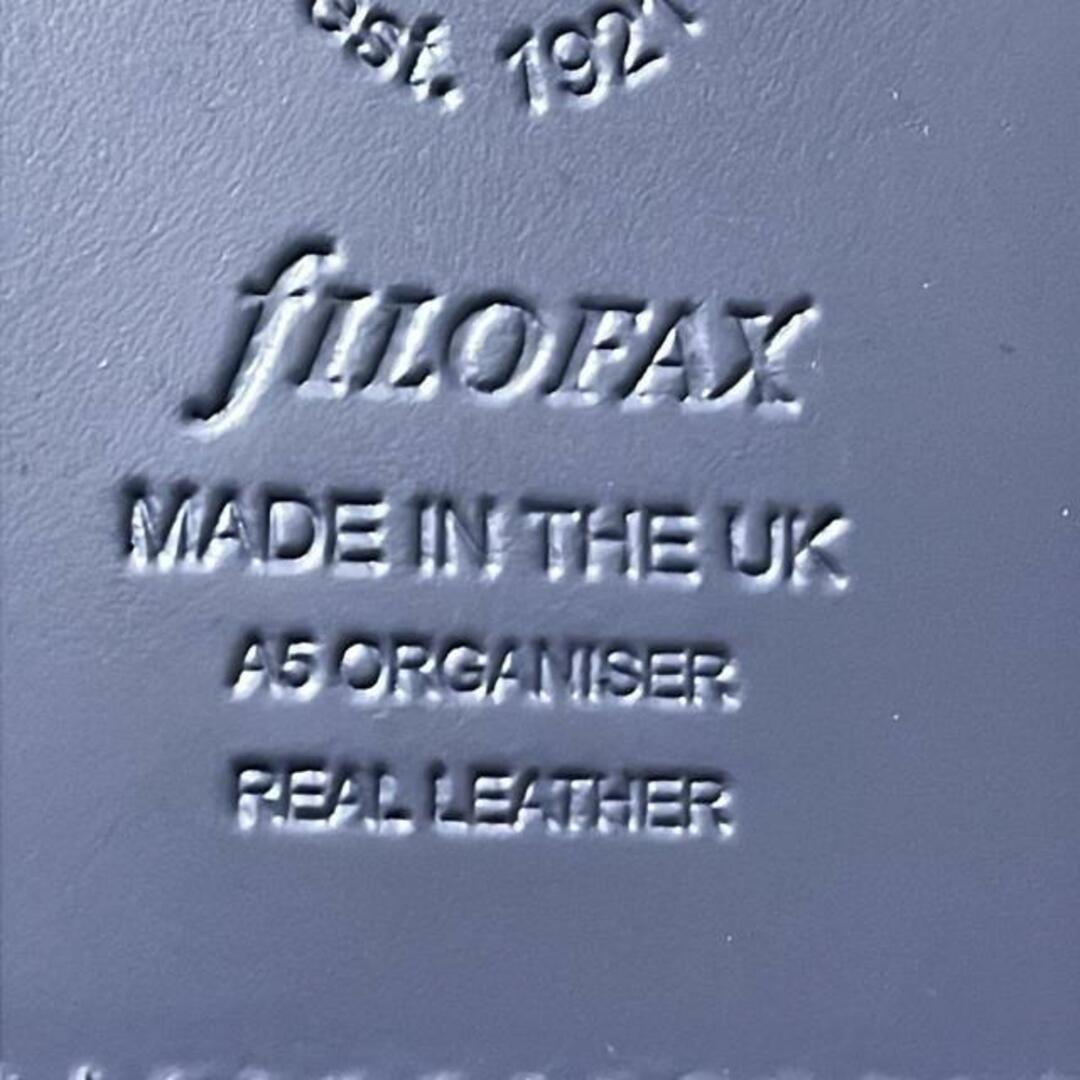 est. 1921
fILOFAX
MADE IN THE UK
A5 ORGANISER
REAL LEATHER